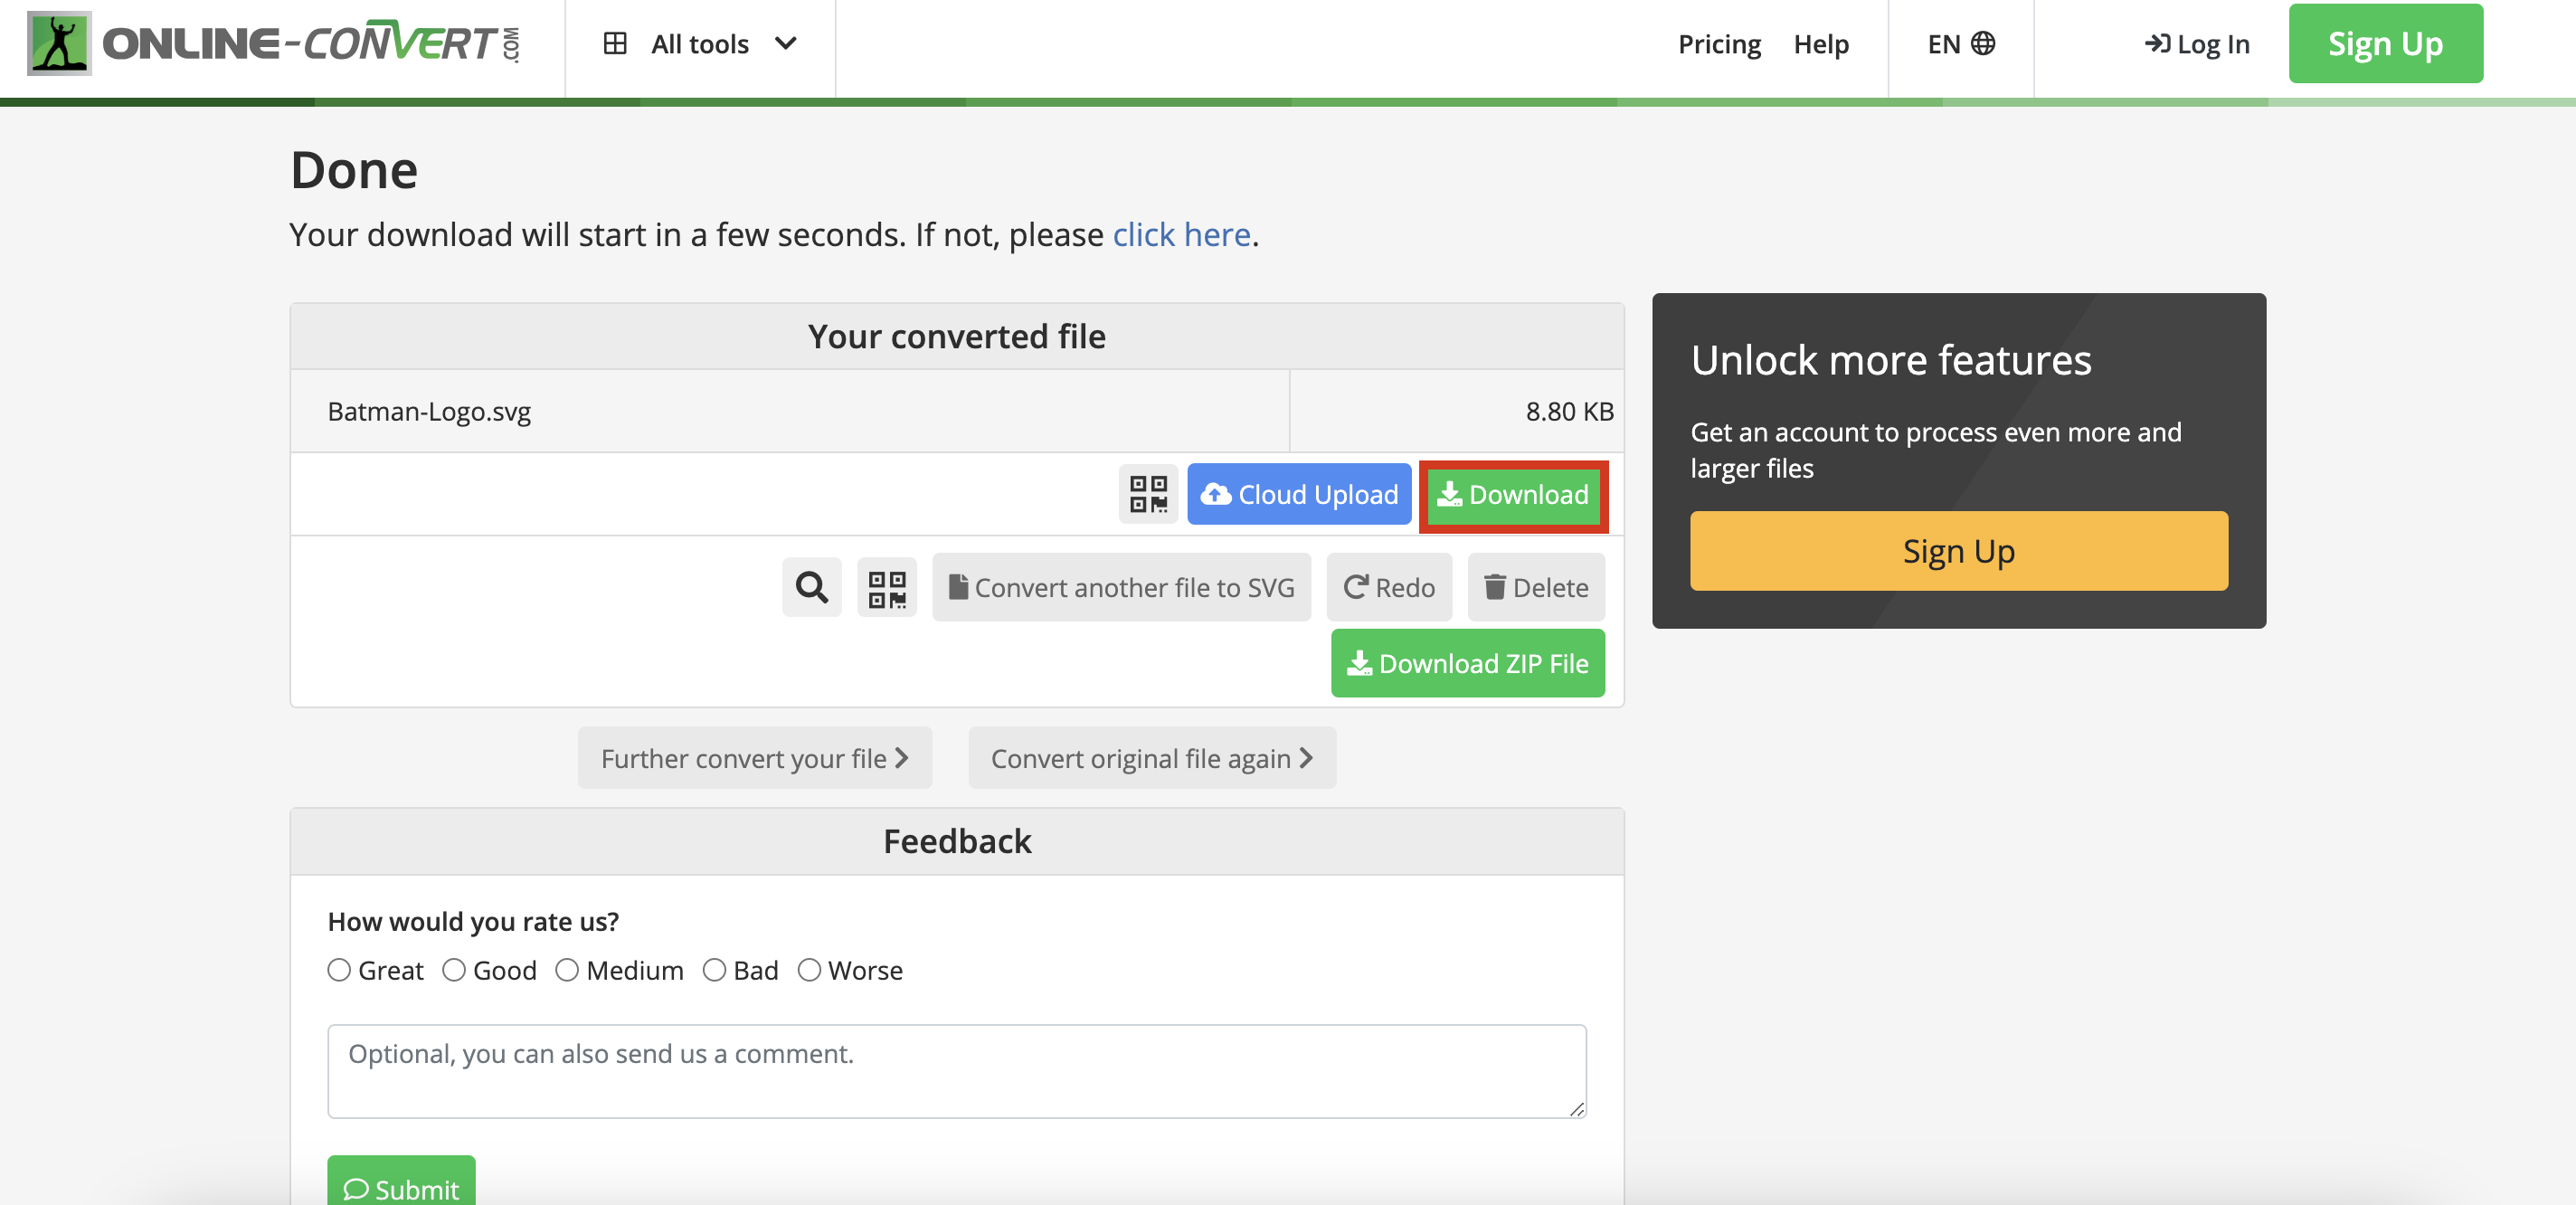 ONLINE-CONVERT.COM
All tools
Pricing Help EN Log In Sign Up
Done
Your download will start in a few seconds. If not, please click here.
Your converted file
Batman-Logo.svg 8.80 KB
Cloud Upload Download
Convert another file to SVG Redo Delete
Download ZIP File
Further convert your file Convert original file again
Unlock more features
Get an account to process even more and
larger files
Sign Up
Feedback
How would you rate us?
Great Good Medium Bad Worse
Optional, you can also send us a comment.
Submit